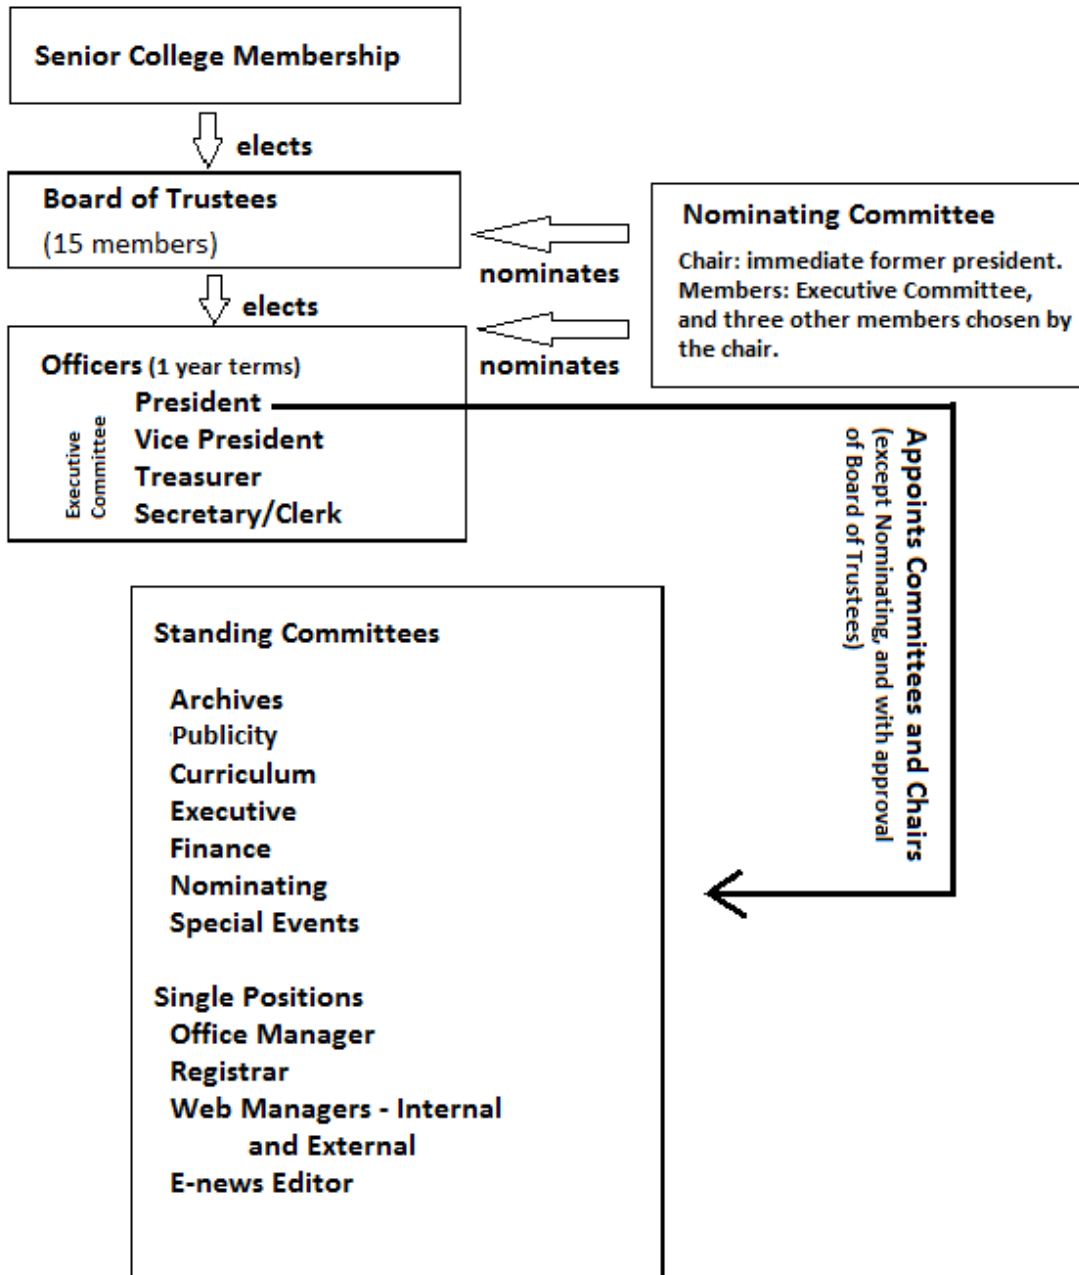 Senior College Membership
elects
Board of Trustees
(15 members)
nominates
Nominating Committee
Chair: immediate former president.
Members: Executive Committee,
and three other members chosen by
the chair.
elects
nominates
Officers (1 year terms)
President
Vice President
Treasurer
Secretary/Clerk
Executive
Committee
Appoints Committees and Chairs
(except Nominating, and with approval
of Board of Trustees)
Standing Committees
Archives
Publicity
Curriculum
Executive
Finance
Nominating
Special Events
Single Positions
Office Manager
Registrar
Web Managers - Internal
and External
E-news Editor